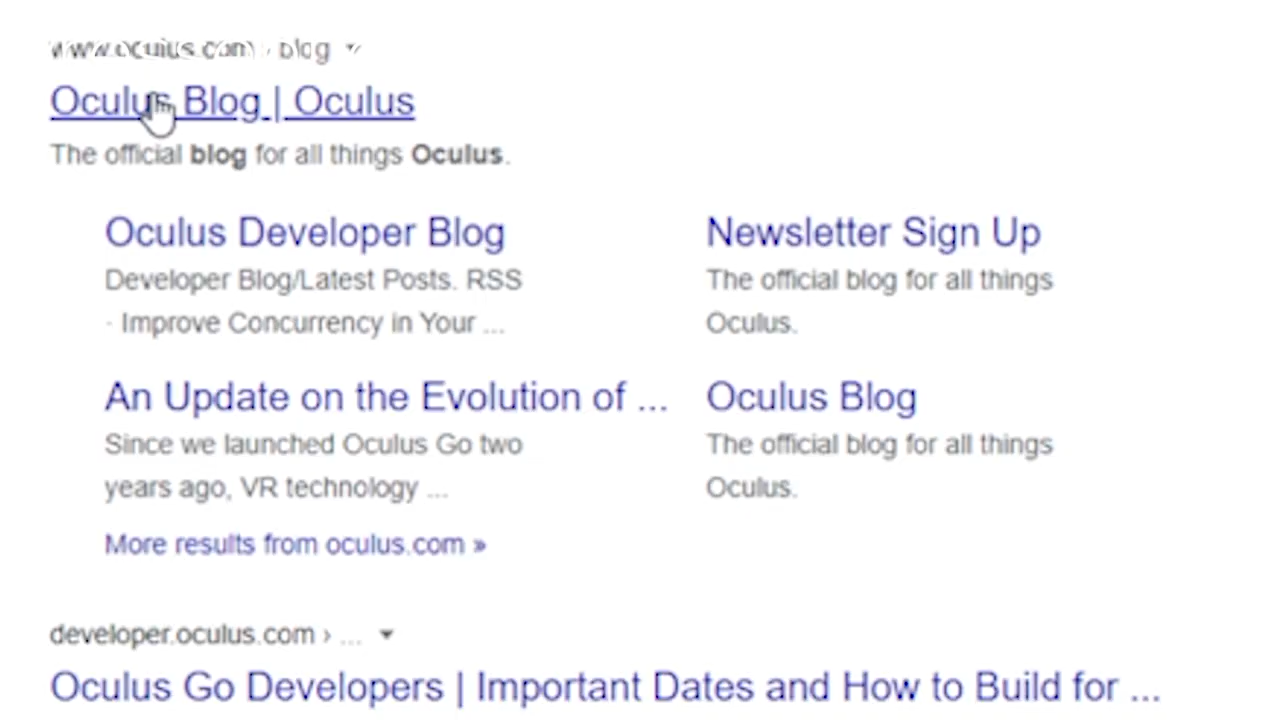 www.oculus.com › blog
Oculus Blog | Oculus
The official blog for all things Oculus.
Oculus Developer Blog
Developer Blog/Latest Posts. RSS
· Improve Concurrency in Your ...
Newsletter Sign Up
The official blog for all things
Oculus.
An Update on the Evolution of ...
Since we launched Oculus Go two
years ago, VR technology ...
Oculus Blog
The official blog for all things
Oculus.
More results from oculus.com »
developer.oculus.com › ...
Oculus Go Developers | Important Dates and How to Build for ...